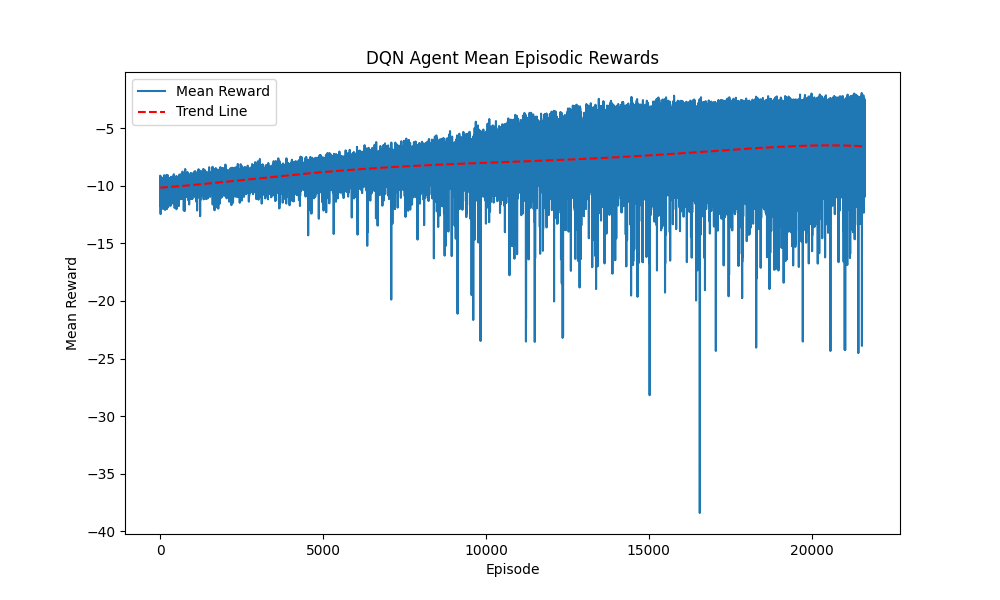 DQN Agent Mean Episodic Rewards
Mean Reward
Trend Line
−5
−10
−15
−20
−25
−30
−35
−40
Mean Reward
0
5000
10000
15000
20000
Episode